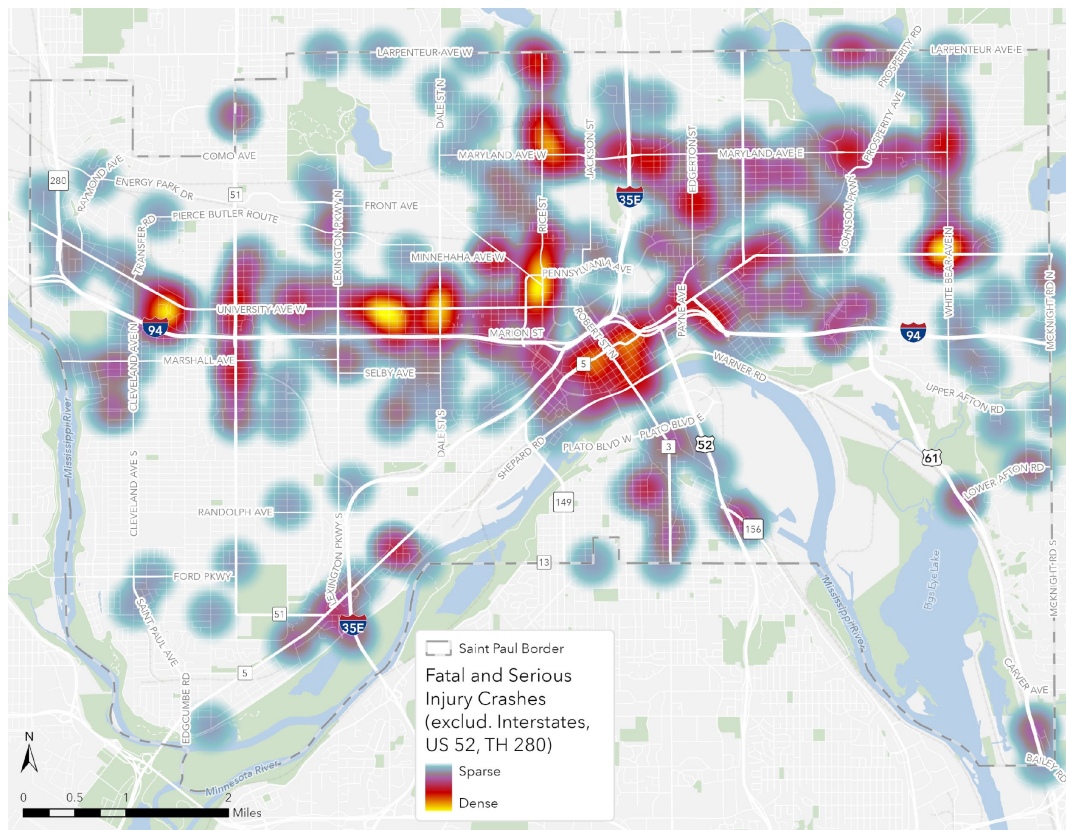 LARPENTEUR AVE W
PROSPERITY RD
LARPENTEUR AVE E
DALE ST N
RICE ST
JACKSON ST
EDGERTON ST
COMO AVE
MARYLAND AVE W
MARYLAND AVE E
PROSPERITY AVE
280
RAYMOND AVE
ENERGY PARK DR
51
LEXINGTON PKWY N
FRONT AVE
35E
JOHNSON PKWY
WHITE BEAR AVE N
PIERCE BUTLER ROUTE
TRANSFER RD
MINNEHAHA AVE W
PENNSYLVANIA AVE
MCKNIGHT RD N
UNIVERSITY AVE W
94
MARION ST
ROBERT ST N
PAYNE AVE
94
CLEVELAND AVE N
MARSHALL AVE
SELBY AVE
5
WARNER RD
UPPER AFTON RD
Mississippi River
DALE ST S
SHEPARD RD
PLATO BLVD W
PLATO BLVD E
3
52
61
LOWER AFTON RD
CLEVELAND AVE S
RANDOLPH AVE
149
156
13
FORD PKWY
SAINT PAUL AVE
LEXINGTON PKWY S
51
35E
5
EDGCUMBE RD
Mississippi River
Pigs Eye Lake
MCKNIGHT RD S
CARVER AVE
BAILEY RD
Minnesota River
Saint Paul Border
Fatal and Serious
Injury Crashes
(exclud. Interstates,
US 52, TH 280)
Sparse
Dense
N
0 0.5 1 2
Miles